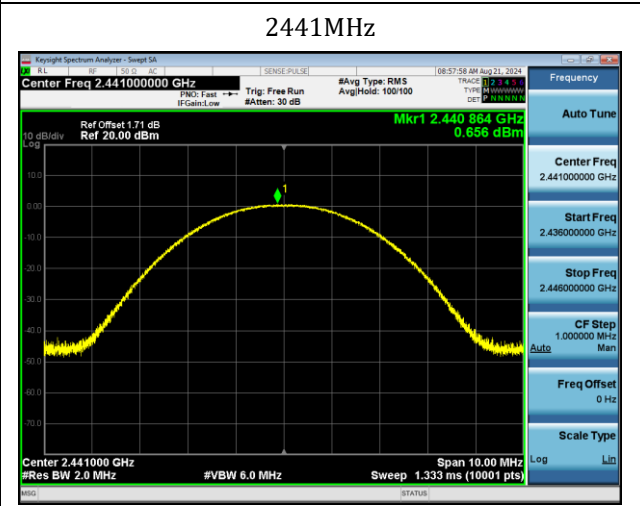 2441MHz
Keysight Spectrum Analyzer - Swept SA
RL RF 50 Ω AC SENSE:PULSE 08:57:58 AM Aug 21, 2024
Center Freq 2.441000000 GHz #Avg Type: RMS TRACE 1 2 3 4 5 6
PNO: Fast Trig: Free Run Avg|Hold: 100/100 TYPE M WWWWW
IFGain:Low #Atten: 30 dB DET P N N N N N
Frequency
Auto Tune
Mkr1 2.440 864 GHz
Ref Offset 1.71 dB
10 dB/div Ref 20.00 dBm 0.656 dBm
Log
10.0
0.00
-10.0
-20.0
-30.0
-40.0
-50.0
-60.0
-70.0
1
Center Freq
2.441000000 GHz
Start Freq
2.436000000 GHz
Stop Freq
2.446000000 GHz
CF Step
1.000000 MHz
Auto Man
Freq Offset
0 Hz
Scale Type
Log Lin
Center 2.441000 GHz Span 10.00 MHz
#Res BW 2.0 MHz #VBW 6.0 MHz Sweep 1.333 ms (10001 pts)
MSG STATUS